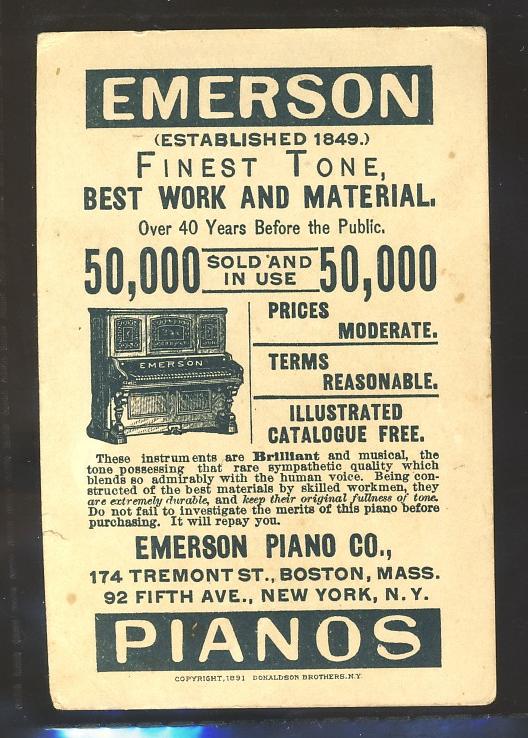 EMERSON
(ESTABLISHED 1849.)
FINEST TONE,
BEST WORK AND MATERIAL.
Over 40 Years Before the Public.
50,000 SOLD AND IN USE 50,000
EMERSON
PRICES
MODERATE.
TERMS
REASONABLE.
ILLUSTRATED
CATALOGUE FREE.
These instruments are Brilliant and musical, the
tone possessing that rare sympathetic quality which
blends so admirably with the human voice. Being con-
structed of the best materials by skilled workmen, they
are extremely durable, and keep their original fullness of tone.
Do not fail to investigate the merits of this piano before
purchasing. It will repay you.
EMERSON PIANO CO.,
174 TREMONT ST., BOSTON, MASS.
92 FIFTH AVE., NEW YORK, N.Y.
PIANOS
COPYRIGHT, 1891 DONALDSON BROTHERS. N.Y.